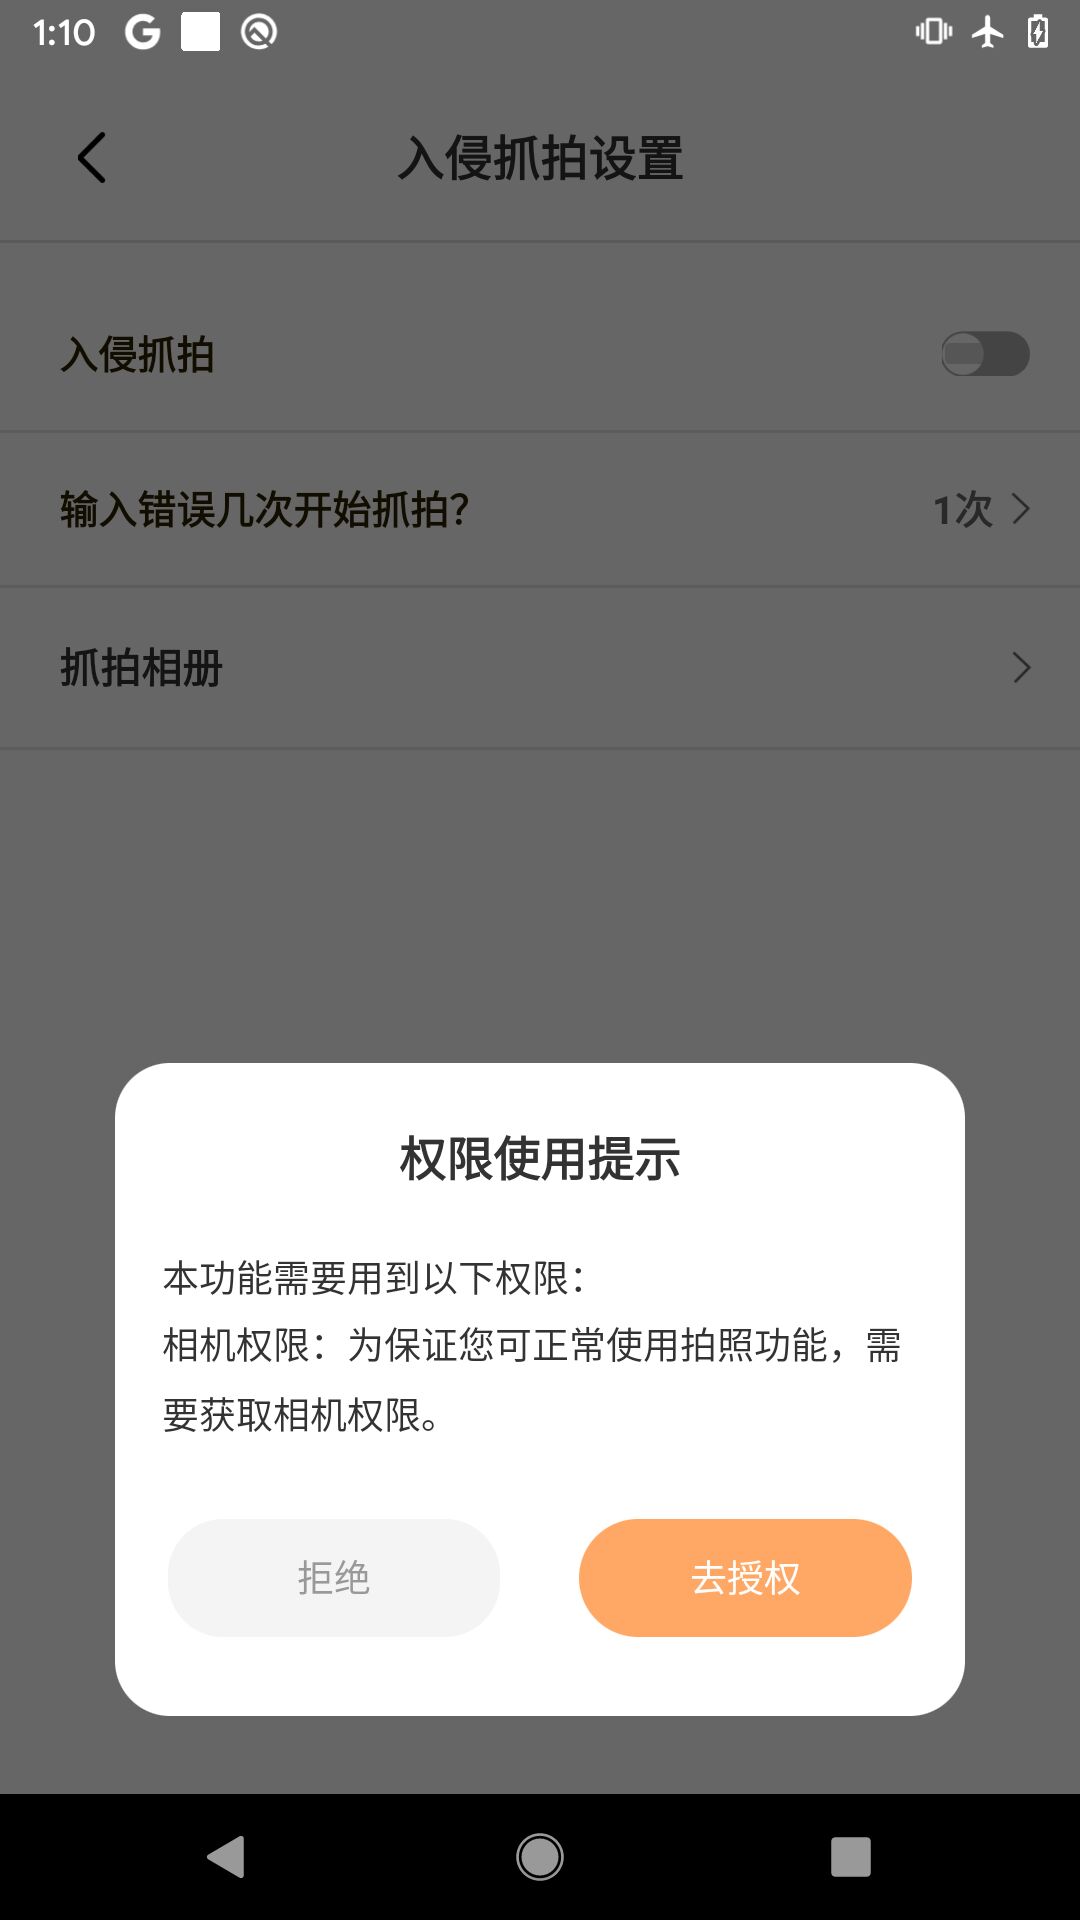 1:10
入侵抓拍设置
入侵抓拍
输入错误几次开始抓拍?
1次
抓拍相册
权限使用提示
本功能需要用到以下权限：
相机权限：为保证您可正常使用拍照功能，需
要获取相机权限。
拒绝
去授权